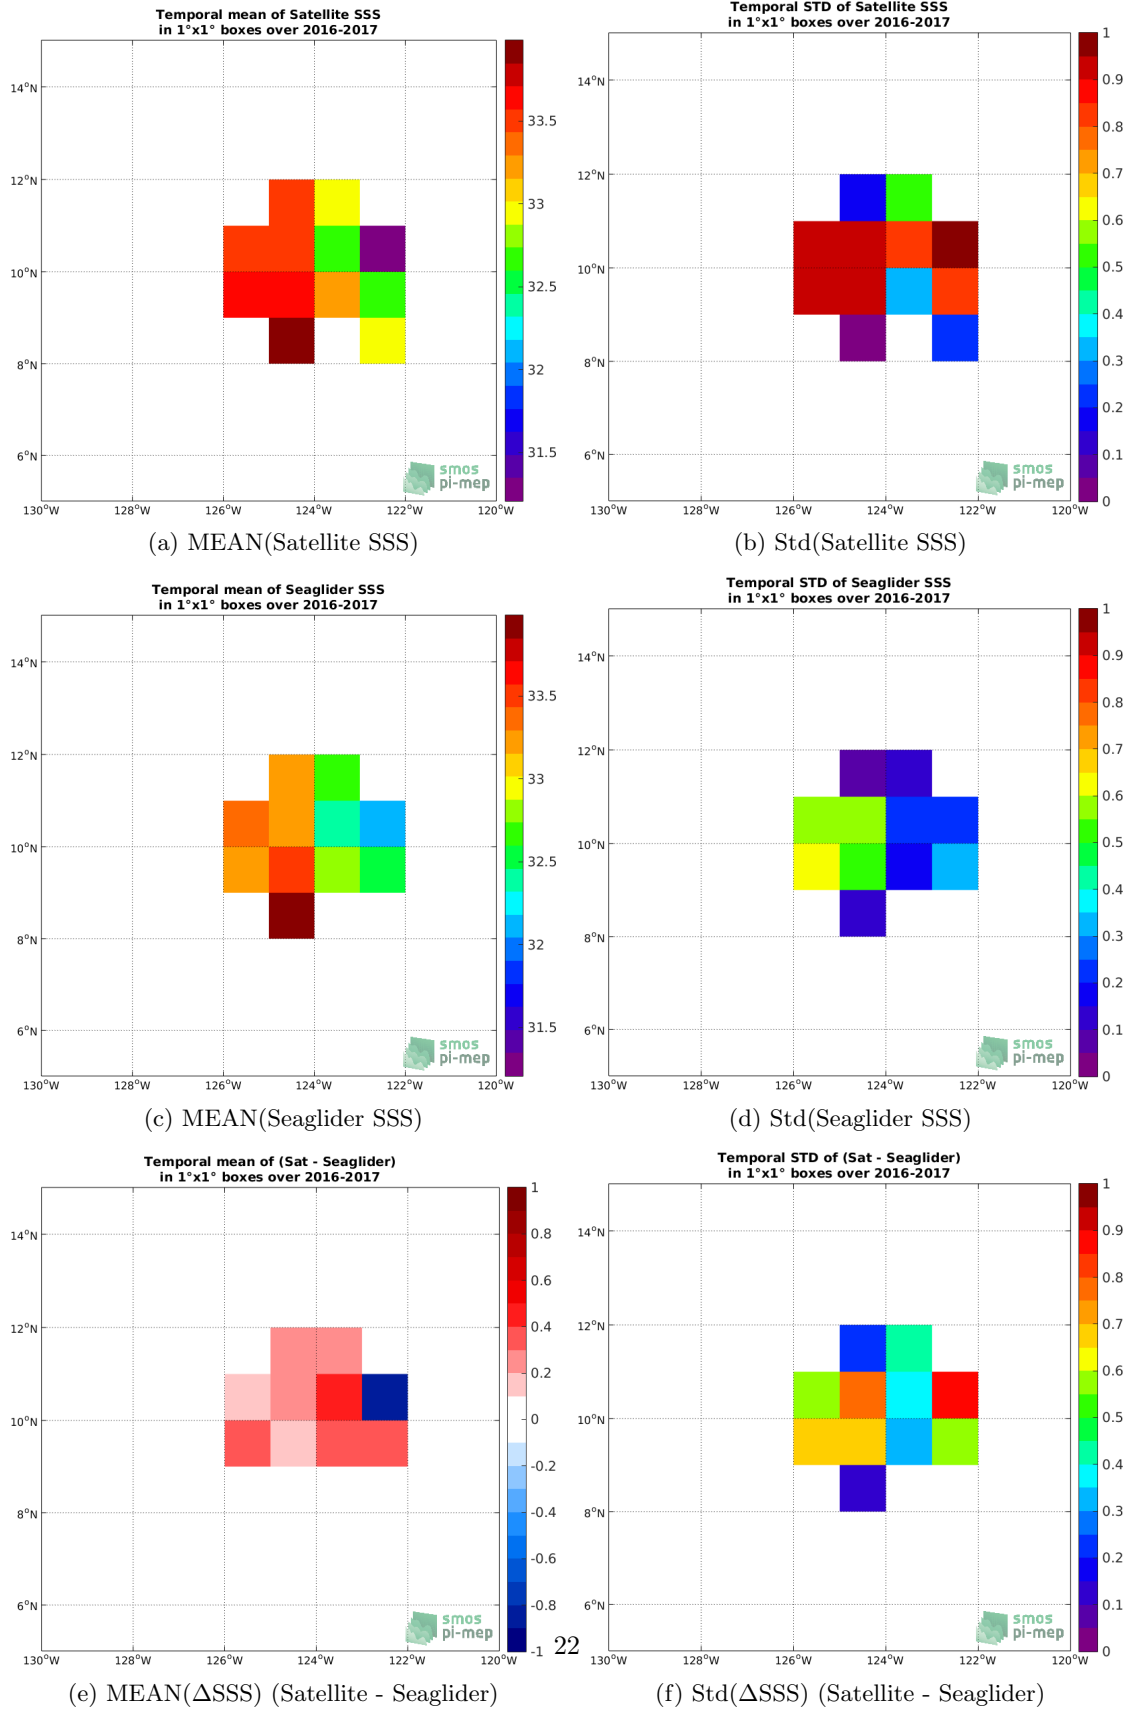 Temporal mean of Satellite SSS
in 1°x1° boxes over 2016-2017
14°N
12°N
10°N
8°N
6°N
130°W
128°W
126°W
124°W
122°W
120°W
33.5
33
32.5
32
31.5
smos
pi-mep
(a) MEAN(Satellite SSS)
Temporal STD of Satellite SSS
in 1°x1° boxes over 2016-2017
14°N
12°N
10°N
8°N
6°N
130°W
128°W
126°W
124°W
122°W
120°W
1
0.9
0.8
0.7
0.6
0.5
0.4
0.3
0.2
0.1
0
smos
pi-mep
(b) Std(Satellite SSS)
Temporal mean of Seaglider SSS
in 1°x1° boxes over 2016-2017
14°N
12°N
10°N
8°N
6°N
130°W
128°W
126°W
124°W
122°W
120°W
33.5
33
32.5
32
31.5
smos
pi-mep
(c) MEAN(Seaglider SSS)
Temporal STD of Seaglider SSS
in 1°x1° boxes over 2016-2017
14°N
12°N
10°N
8°N
6°N
130°W
128°W
126°W
124°W
122°W
120°W
1
0.9
0.8
0.7
0.6
0.5
0.4
0.3
0.2
0.1
0
smos
pi-mep
(d) Std(Seaglider SSS)
Temporal mean of (Sat - Seaglider)
in 1°x1° boxes over 2016-2017
14°N
12°N
10°N
8°N
6°N
130°W
128°W
126°W
124°W
122°W
120°W
1
0.8
0.6
0.4
0.2
0
-0.2
-0.4
-0.6
-0.8
-1
smos
pi-mep
(e) MEAN(ΔSSS) (Satellite - Seaglider)
Temporal STD of (Sat - Seaglider)
in 1°x1° boxes over 2016-2017
14°N
12°N
10°N
8°N
6°N
130°W
128°W
126°W
124°W
122°W
120°W
1
0.9
0.8
0.7
0.6
0.5
0.4
0.3
0.2
0.1
0
smos
pi-mep
(f) Std(ΔSSS) (Satellite - Seaglider)
22